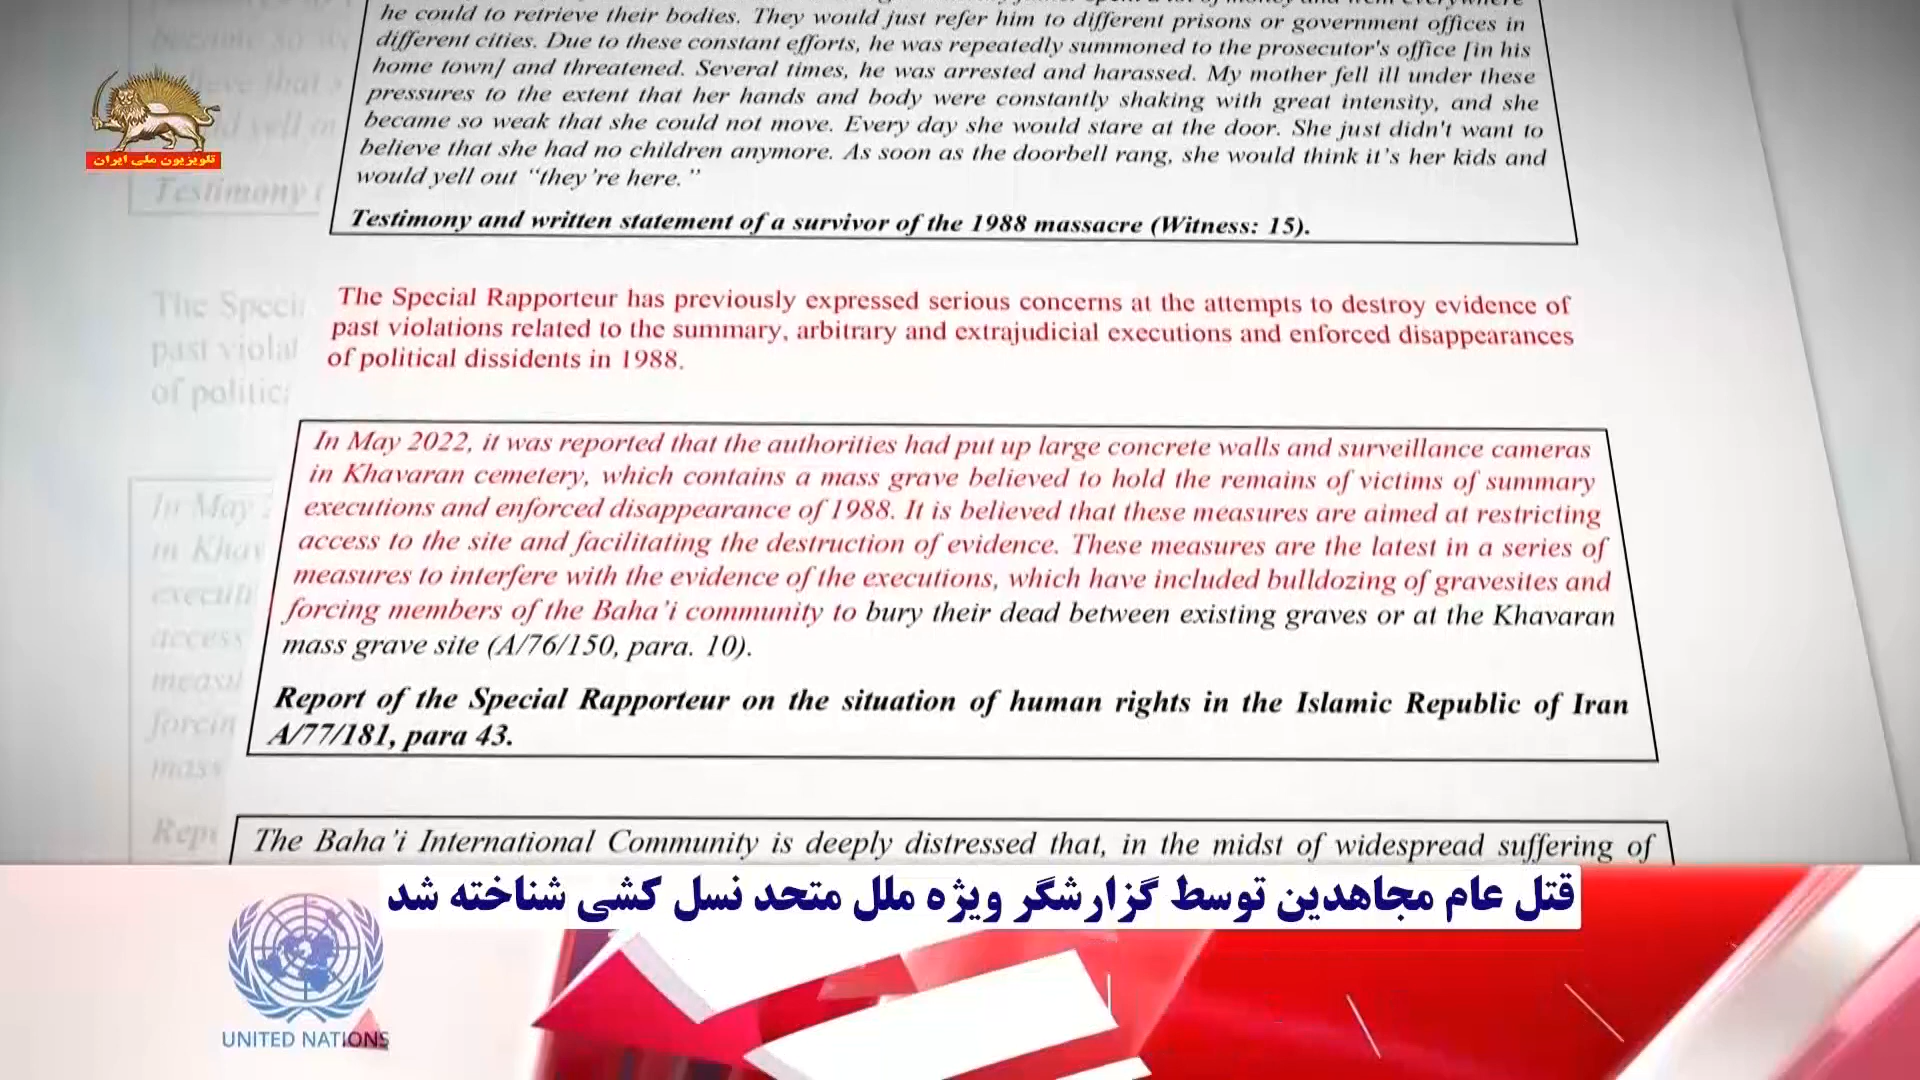 he could to retrieve their bodies. They would just refer him to different prisons or government offices in
different cities. Due to these constant efforts, he was repeatedly summoned to the prosecutor's office [in his
home town] and threatened. Several times, he was arrested and harassed. My mother fell ill under these
pressures to the extent that her hands and body were constantly shaking with great intensity, and she
became so weak that she could not move. Every day she would stare at the door. She just didn't want to
believe that she had no children anymore. As soon as the doorbell rang, she would think it's her kids and
would yell out "they're here."
Testimony and written statement of a survivor of the 1988 massacre (Witness: 15).
تلویزیون ملی ایران
The Special Rapporteur has previously expressed serious concerns at the attempts to destroy evidence of
past violations related to the summary, arbitrary and extrajudicial executions and enforced disappearances
of political dissidents in 1988.
In May 2022, it was reported that the authorities had put up large concrete walls and surveillance cameras
in Khavaran cemetery, which contains a mass grave believed to hold the remains of victims of summary
executions and enforced disappearance of 1988. It is believed that these measures are aimed at restricting
access to the site and facilitating the destruction of evidence. These measures are the latest in a series of
measures to interfere with the evidence of the executions, which have included bulldozing of gravesites and
forcing members of the Baha'i community to bury their dead between existing graves or at the Khavaran
mass grave site (A/76/150, para. 10).
Report of the Special Rapporteur on the situation of human rights in the Islamic Republic of Iran
A/77/181, para 43.
The Baha'i International Community is deeply distressed that, in the midst of widespread suffering of
قتل عام مجاهدین توسط گزارشگر ویژه ملل متحد نسل کشی شناخته شد
UNITED NATIONS